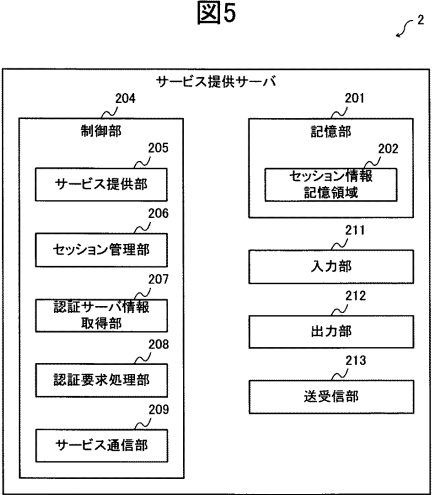 図5
2
サービス提供サーバ
204
制御部
205
サービス提供部
206
セッション管理部
207
認証サーバ情報
取得部
208
認証要求処理部
209
サービス通信部
201
記憶部
202
セッション情報
記憶領域
211
入力部
212
出力部
213
送受信部